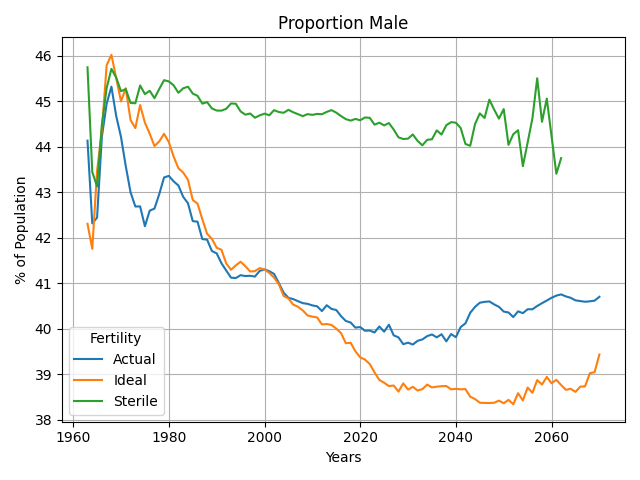 Proportion Male
% of Population
46
45
44
43
42
41
40
39
38
Fertility
Actual
Ideal
Sterile
1960
1980
2000
2020
2040
2060
Years